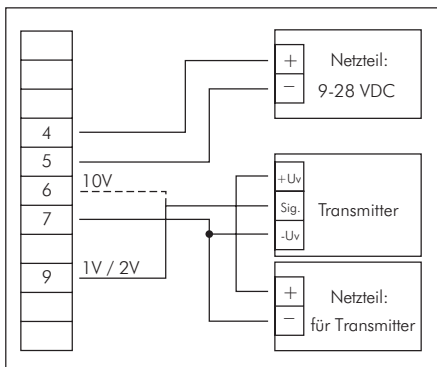 4
5
6
7
9
10V
1V / 2V
+
−
Netzteil:
9-28 VDC
+Uv
Sig.
-Uv
Transmitter
+
−
Netzteil:
für Transmitter